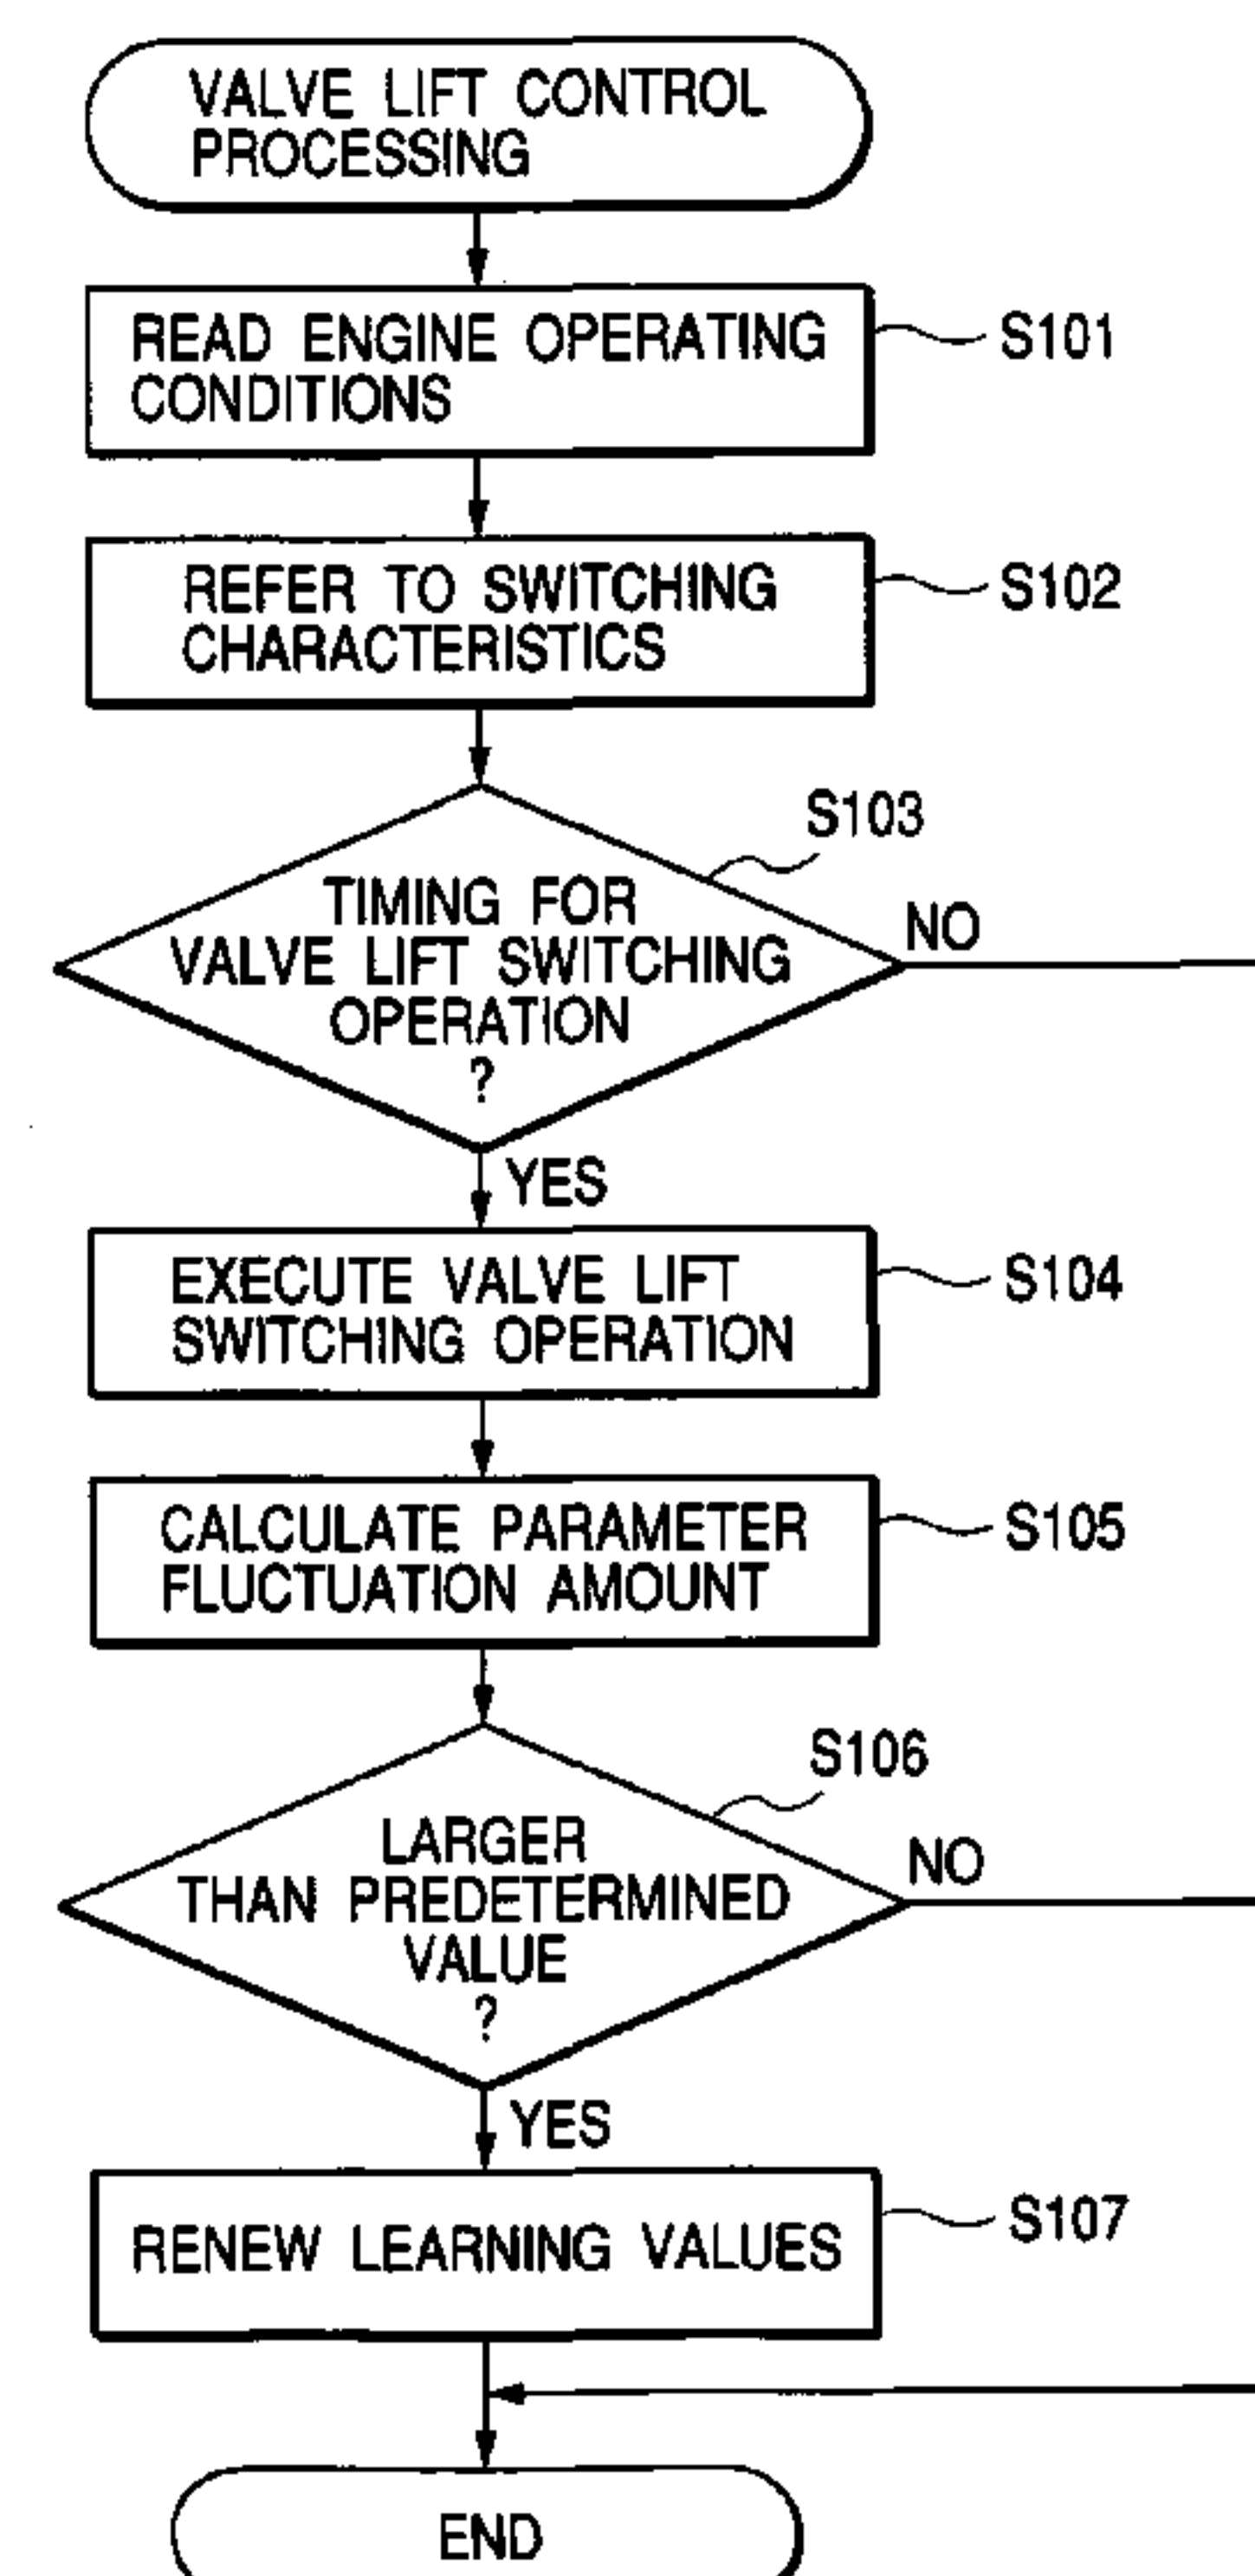 VALVE LIFT CONTROL
PROCESSING
READ ENGINE OPERATING
CONDITIONS
S101
REFER TO SWITCHING
CHARACTERISTICS
S102
S103
TIMING FOR
VALVE LIFT SWITCHING
OPERATION
?
NO
YES
EXECUTE VALVE LIFT
SWITCHING OPERATION
S104
CALCULATE PARAMETER
FLUCTUATION AMOUNT
S105
S106
LARGER
THAN PREDETERMINED
VALUE
?
NO
YES
RENEW LEARNING VALUES
S107
END